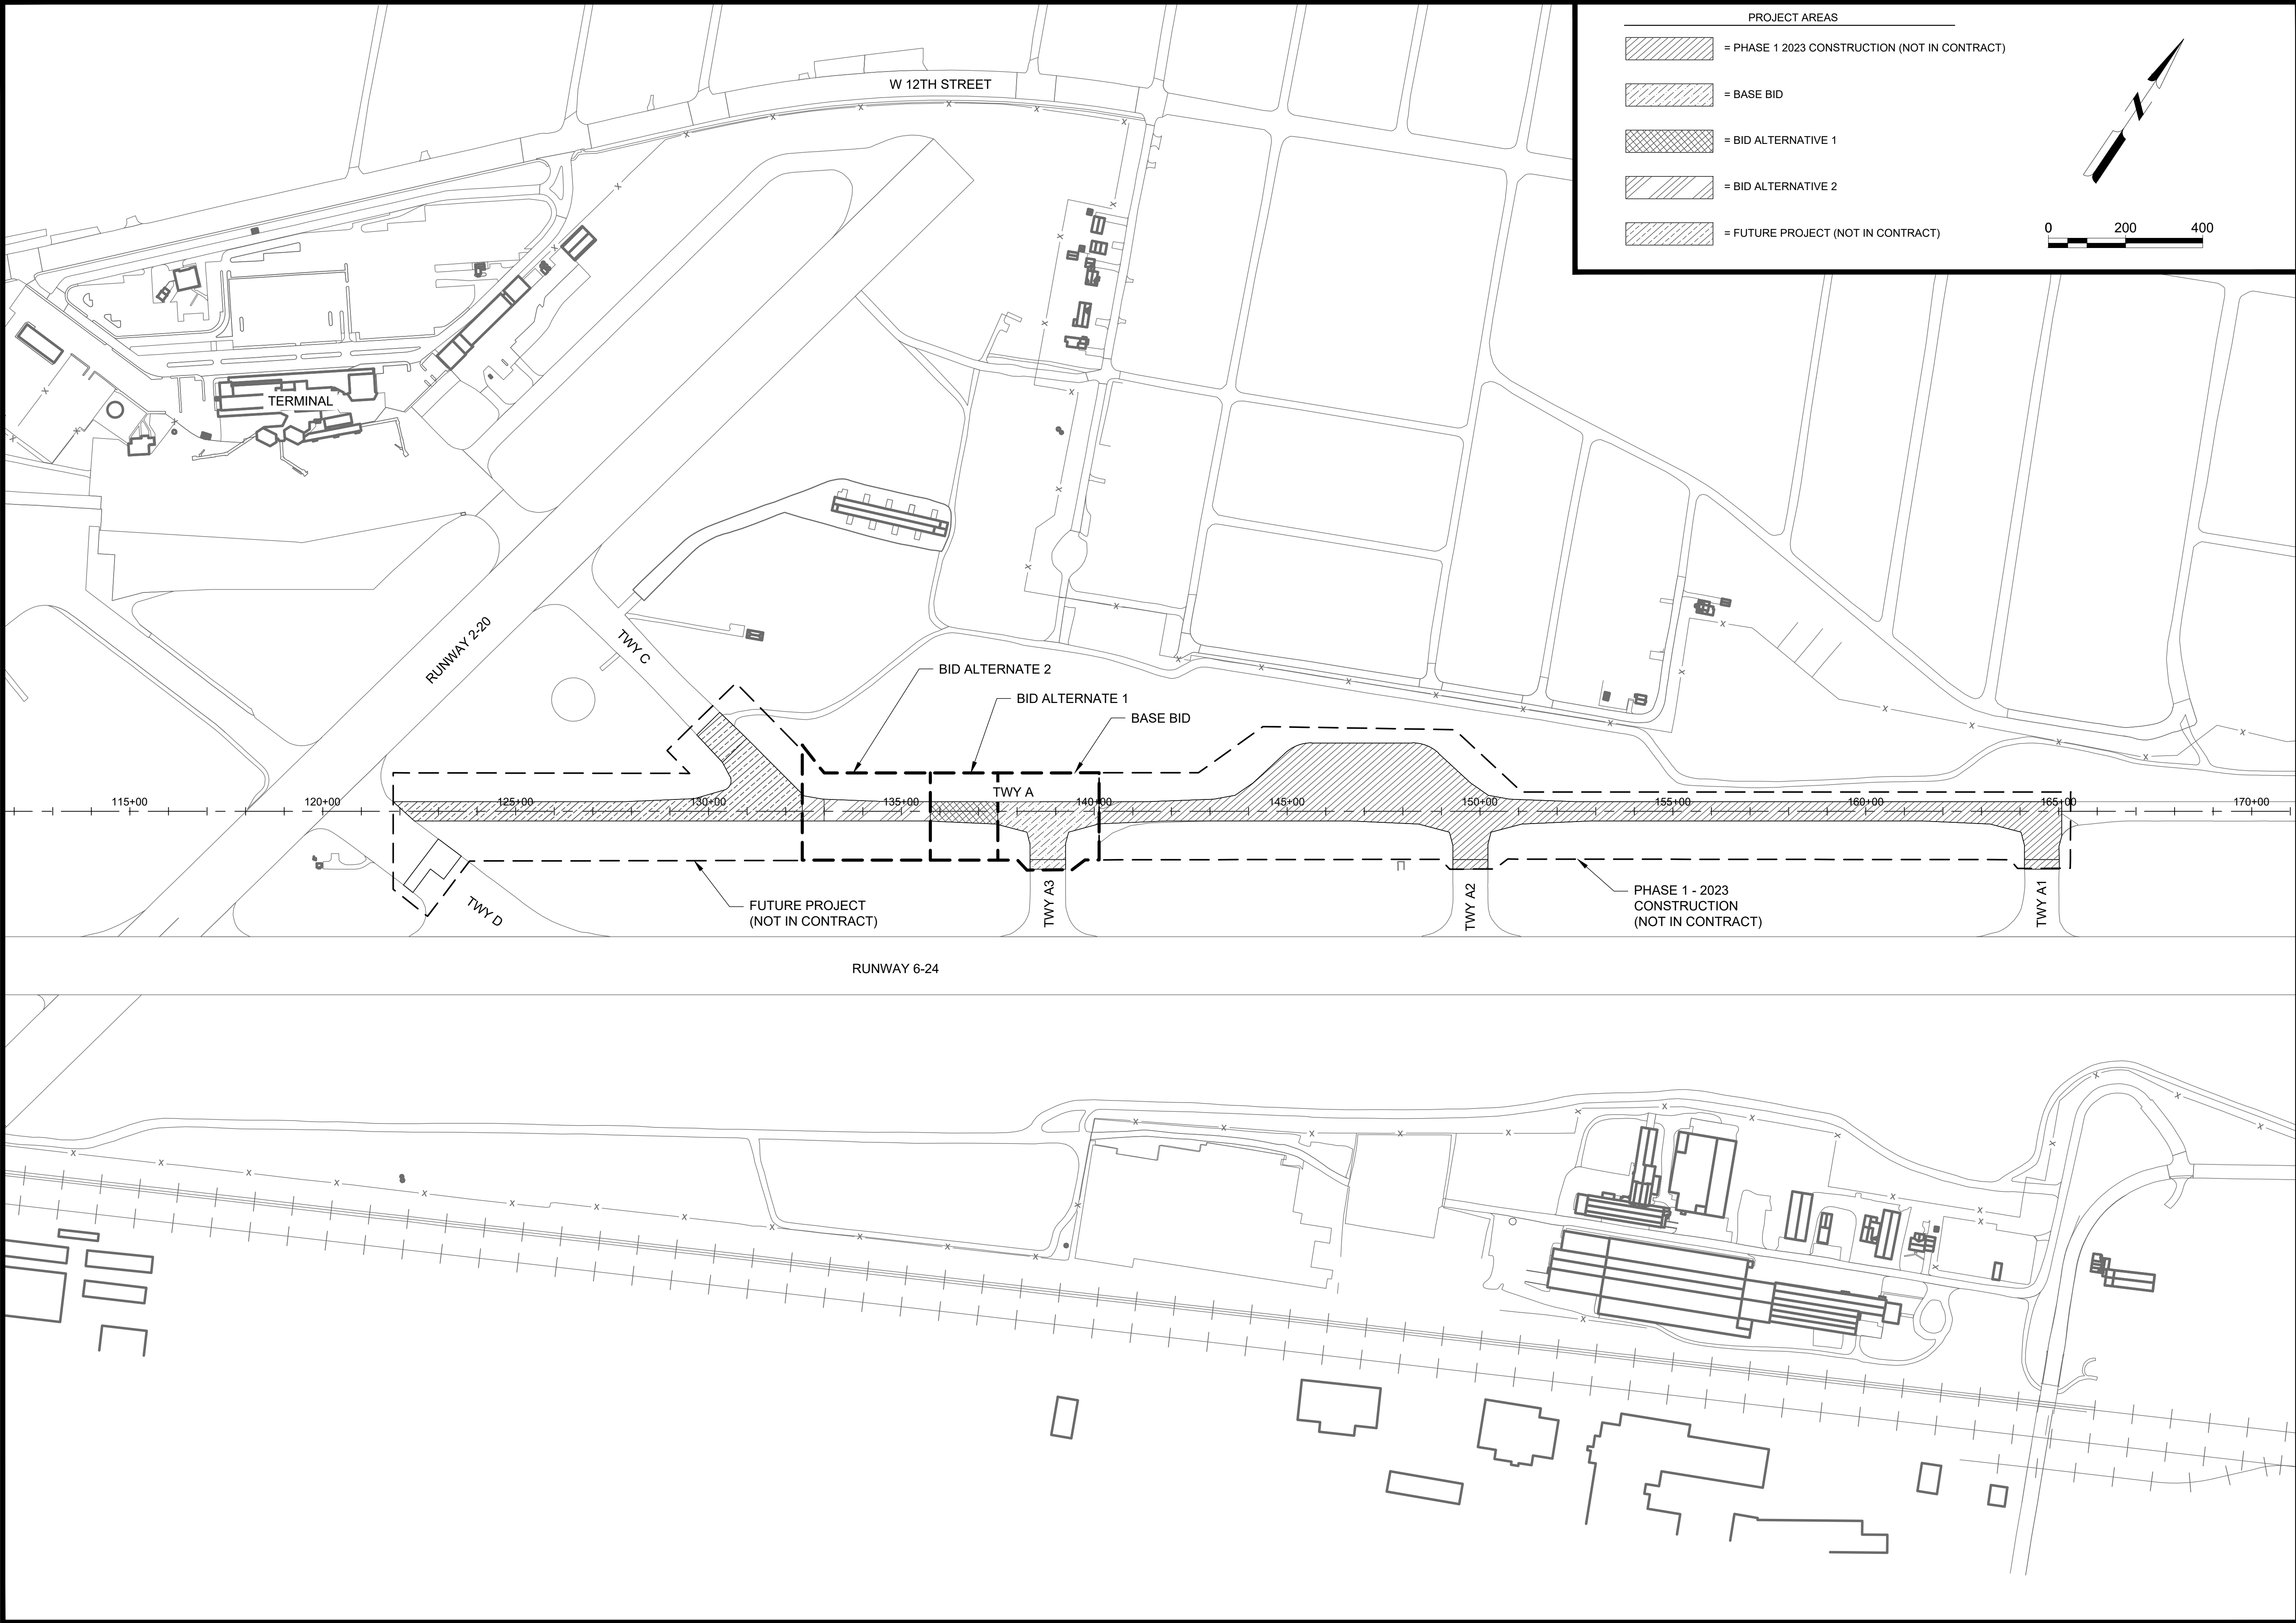 PROJECT AREAS
= PHASE 1 2023 CONSTRUCTION (NOT IN CONTRACT)
= BASE BID
= BID ALTERNATIVE 1
= BID ALTERNATIVE 2
= FUTURE PROJECT (NOT IN CONTRACT)
N
0 200 400
W 12TH STREET
TERMINAL
RUNWAY 2-20
TWY C
BID ALTERNATE 2
BID ALTERNATE 1
BASE BID
TWY A
115+00 120+00 125+00 130+00 135+00 140+00 145+00 150+00 155+00 160+00 165+00 170+00
TWY D
FUTURE PROJECT
(NOT IN CONTRACT)
TWY A3
TWY A2
PHASE 1 - 2023
CONSTRUCTION
(NOT IN CONTRACT)
TWY A1
RUNWAY 6-24